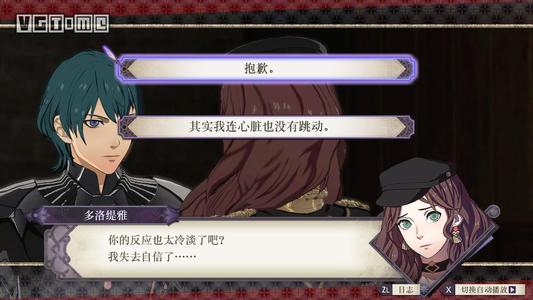 VGTIME
抱歉。
其实我连心脏也没有跳动。
多洛缇雅
你的反应也太冷淡了吧?
我失去自信了……
ZL 日志 X 切换自动播放